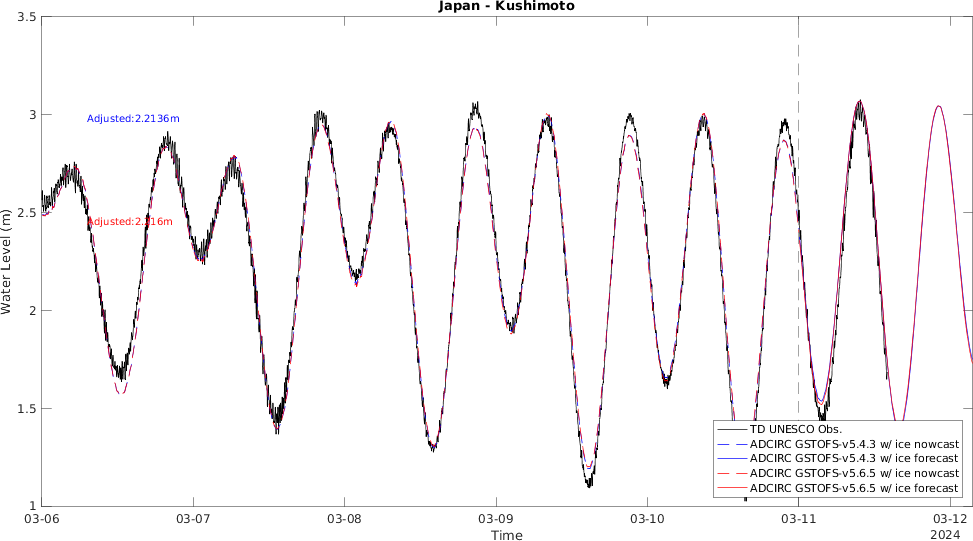 Japan - Kushimoto
3.5
3
2.5
2
1.5
1
Water Level (m)
Adjusted:2.2136m
Adjusted:2.216m
TD UNESCO Obs.
ADCIRC GSTOFS-v5.4.3 w/ ice nowcast
ADCIRC GSTOFS-v5.4.3 w/ ice forecast
ADCIRC GSTOFS-v5.6.5 w/ ice nowcast
ADCIRC GSTOFS-v5.6.5 w/ ice forecast
03-06 03-07 03-08 03-09 03-10 03-11 03-12
Time
2024